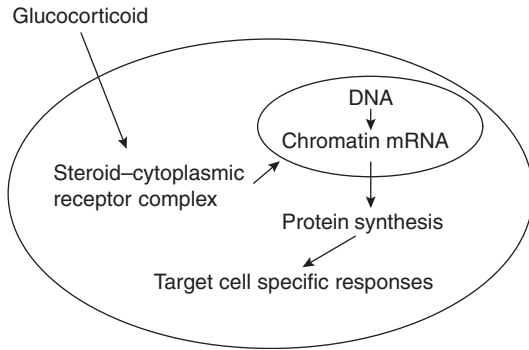 Glucocorticoid
DNA
Chromatin mRNA
Steroid–cytoplasmic
receptor complex
Protein synthesis
Target cell specific responses